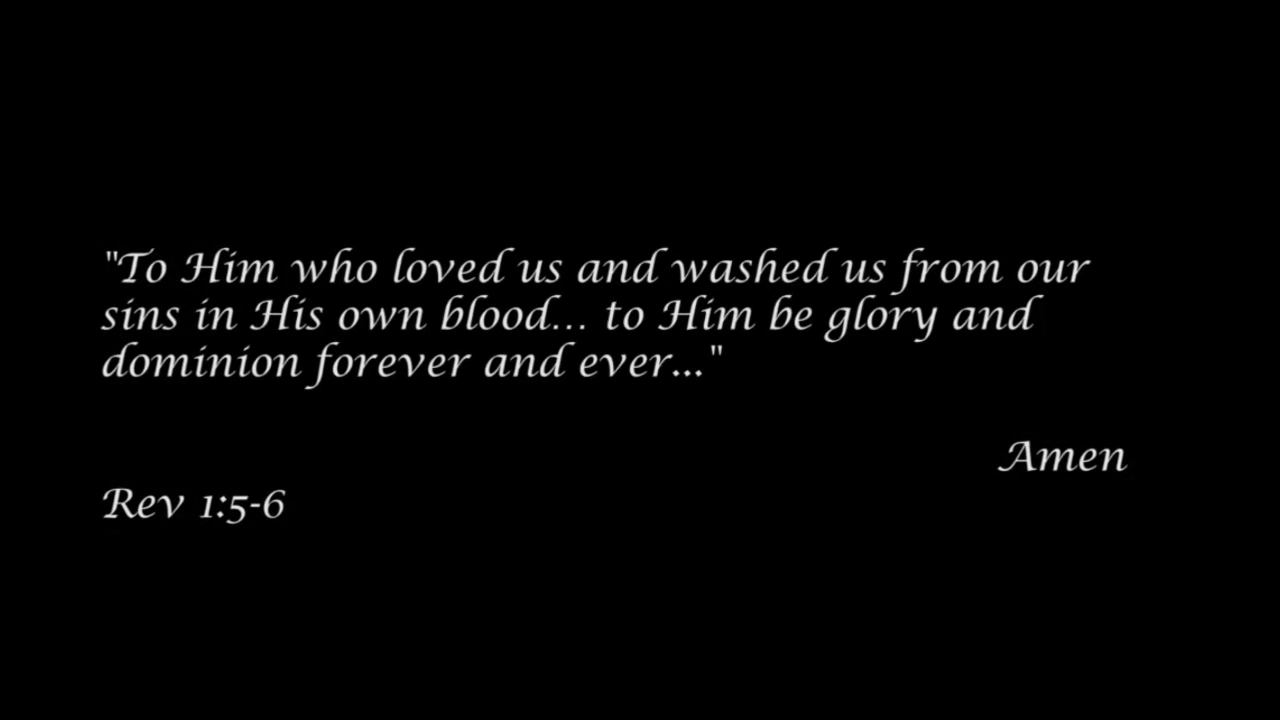 "To Him who loved us and washed us from our
sins in His own blood... to Him be glory and
dominion forever and ever..."
Amen
Rev 1:5-6